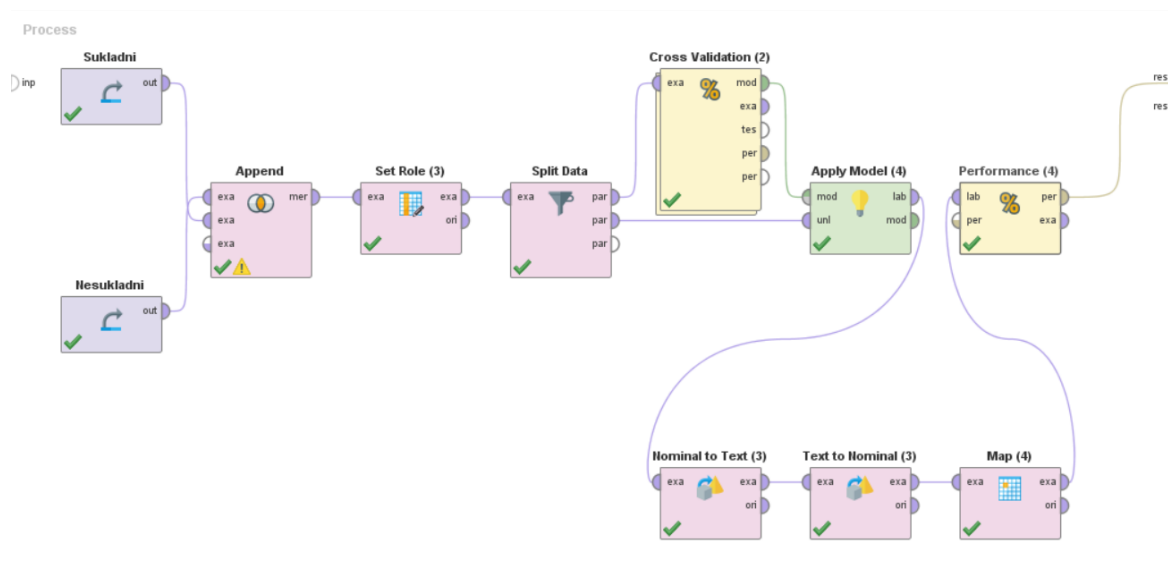 Process
inp
Sukladni
out
Nesukladni
out
Append
exa
exa
exa
mer
Set Role (3)
exa
exa
ori
Split Data
exa
par
par
par
Cross Validation (2)
exa
mod
exa
tes
per
per
Apply Model (4)
mod
unl
lab
mod
Performance (4)
lab
per
per
exa
res
res
Nominal to Text (3)
exa
exa
ori
Text to Nominal (3)
exa
exa
ori
Map (4)
exa
exa
ori